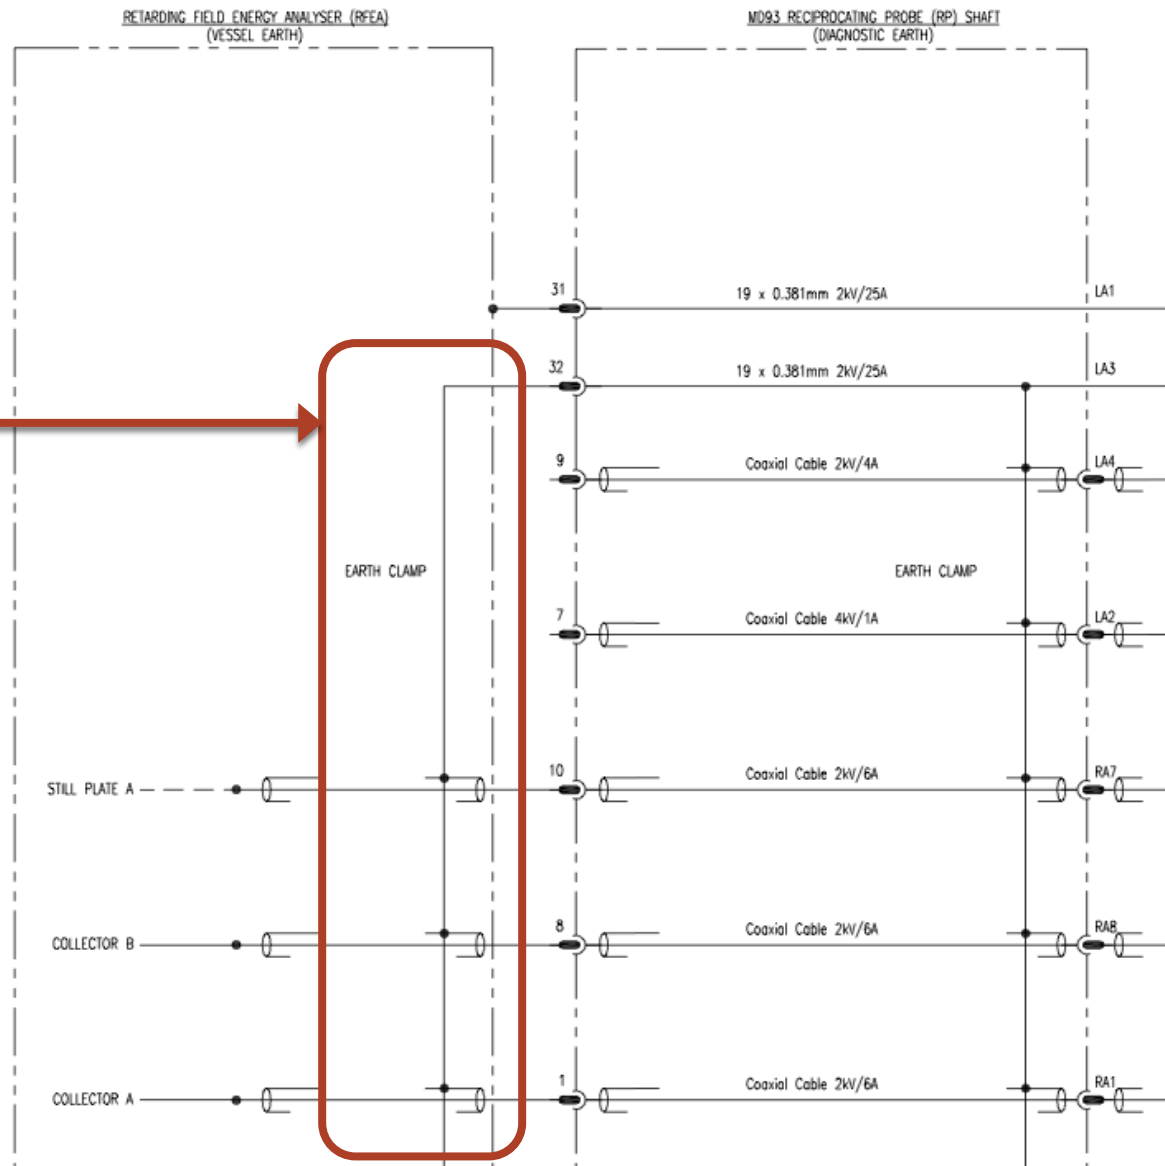 RETARDING FIELD ENERGY ANALYSER (RFEA)
(VESSEL EARTH)
MD93 RECIPROCATING PROBE (RP) SHAFT
(DIAGNOSTIC EARTH)
31
19 x 0.381mm 2kV/25A
LA1
32
19 x 0.381mm 2kV/25A
LA3
9
Coaxial Cable 2kV/4A
LA4
EARTH CLAMP
EARTH CLAMP
7
Coaxial Cable 4kV/1A
LA2
STILL PLATE A
10
Coaxial Cable 2kV/6A
RA7
COLLECTOR B
8
Coaxial Cable 2kV/6A
RA8
COLLECTOR A
1
Coaxial Cable 2kV/6A
RA1